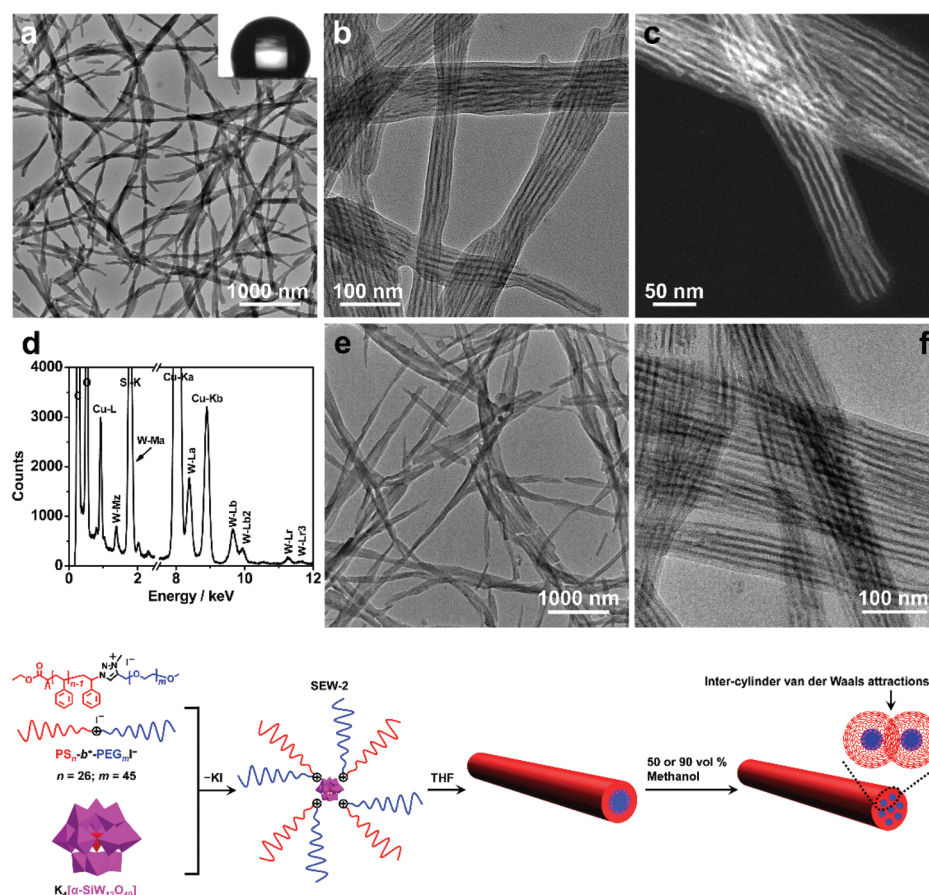 a
1000 nm
b
100 nm
c
50 nm
d
4000
3000
2000
1000
0
Counts
C
O
Cu-L
W-Mz
W-Ma
Cu-Ka
W-La
Cu-Kb
W-Lb
W-Lb2
W-Lr
W-Lr3
0 2 8 10 12
Energy / keV
e
1000 nm
f
100 nm
O
O
n-1
N
N
N
+
I⁻
O
m
O
I⁻
+
PSₙ-b⁺-PEGₘI⁻
n = 26; m = 45
K₄[α-SiW₁₂O₄₀]
−KI
SEW-2
+
+
+
+
THF
50 or 90 vol %
Methanol
Inter-cylinder van der Waals attractions